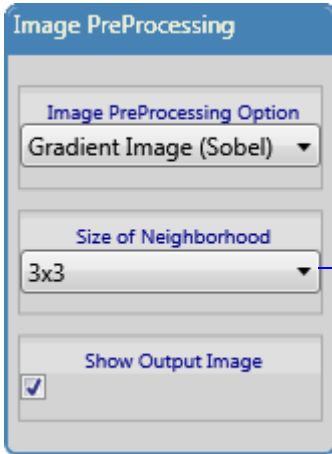 Image PreProcessing
Image PreProcessing Option
Gradient Image (Sobel)
Size of Neighborhood
3x3
Show Output Image